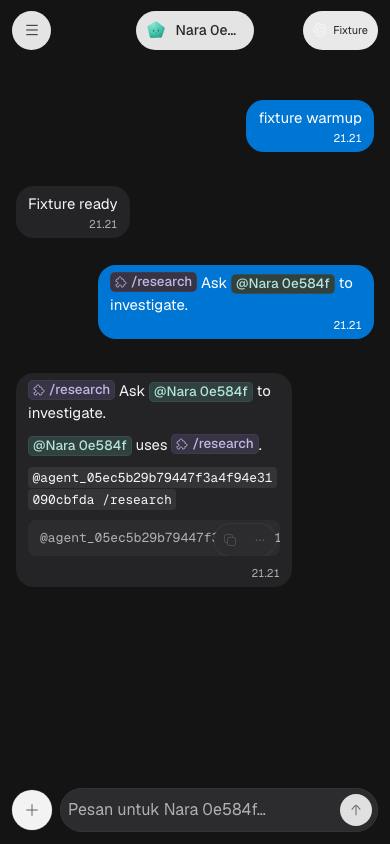 Nara 0e...
Fixture
fixture warmup
21.21
Fixture ready
21.21
/research Ask @Nara 0e584f to
investigate.
21.21
/research Ask @Nara 0e584f to
investigate.
@Nara 0e584f uses /research.
@agent_05ec5b29b79447f3a4f94e31
090cbfda /research
@agent_05ec5b29b79447f
21.21
Pesan untuk Nara 0e584f...